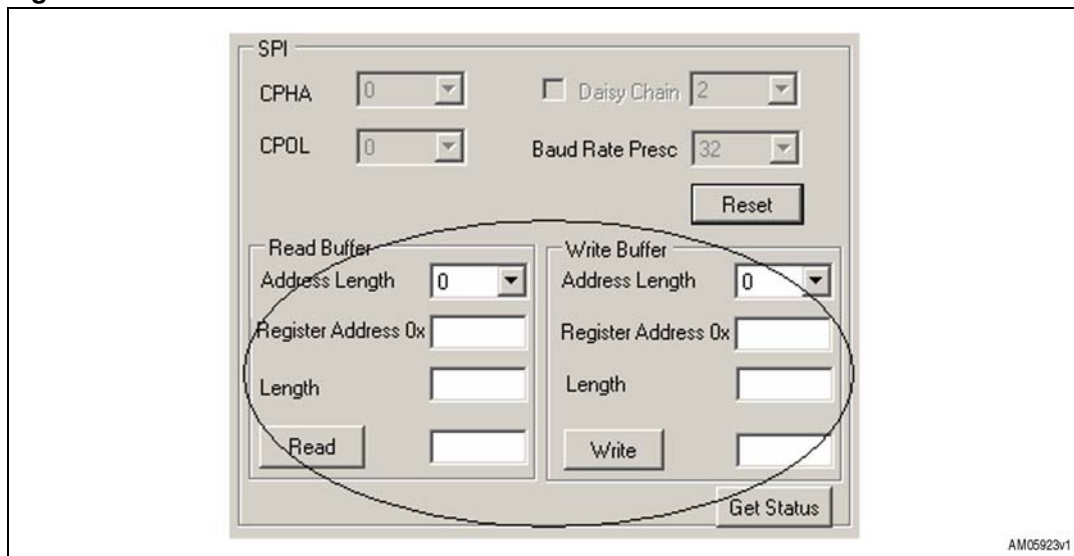 SPI
CPHA 0 Daisy Chain 2
CPOL 0 Baud Rate Presc 32
Reset
Read Buffer Write Buffer
Address Length 0 Address Length 0
Register Address 0x Register Address 0x
Length Length
Read Write
Get Status
AM05923v1